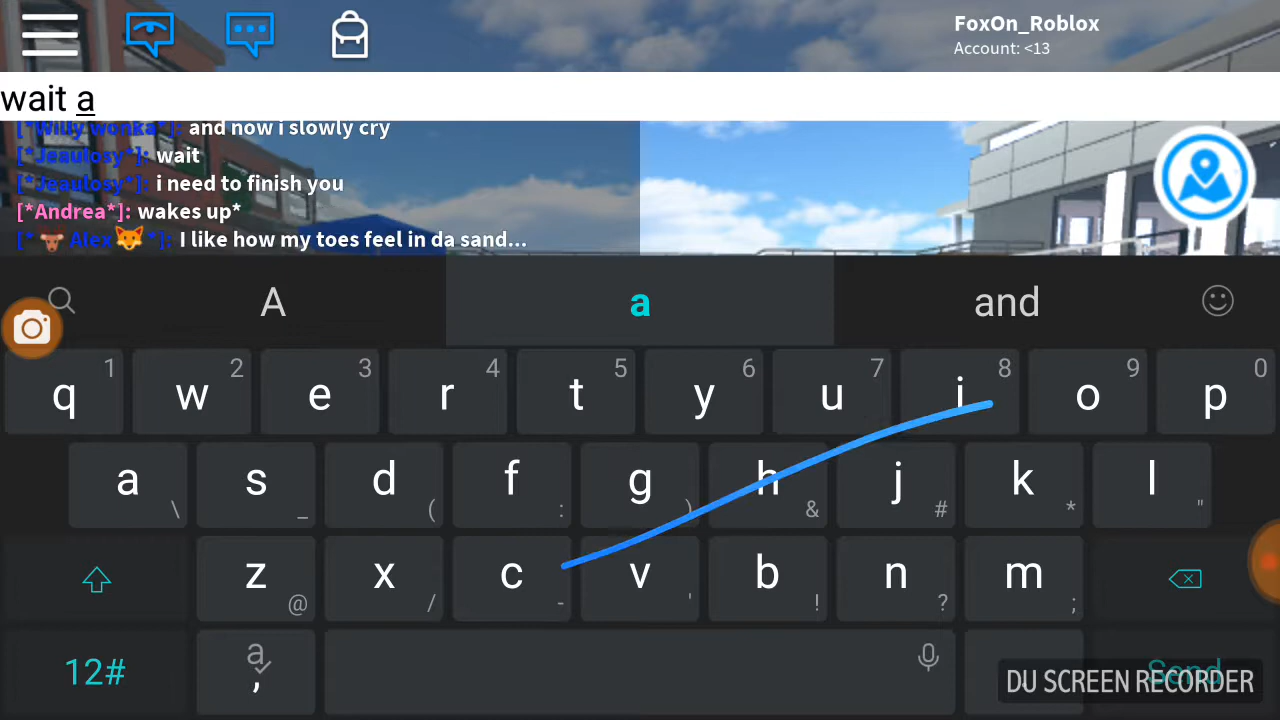 FoxOn_Roblox
Account: <13
wait a
[*Willy wonka*]: and now i slowly cry
[*Jeaulosy*]: wait
[*Jeaulosy*]: i need to finish you
[*Andrea*]: wakes up*
[* Alex *]: I like how my toes feel in da sand...
A a and
q 1 w 2 e 3 r 4 t 5 y 6 u 7 i 8 o 9 p 0
a \ s _ d ( f : g ) h & j # k * l "
z @ x / c - v ' b ! n ? m ;
12# a , . Send
DU SCREEN RECORDER